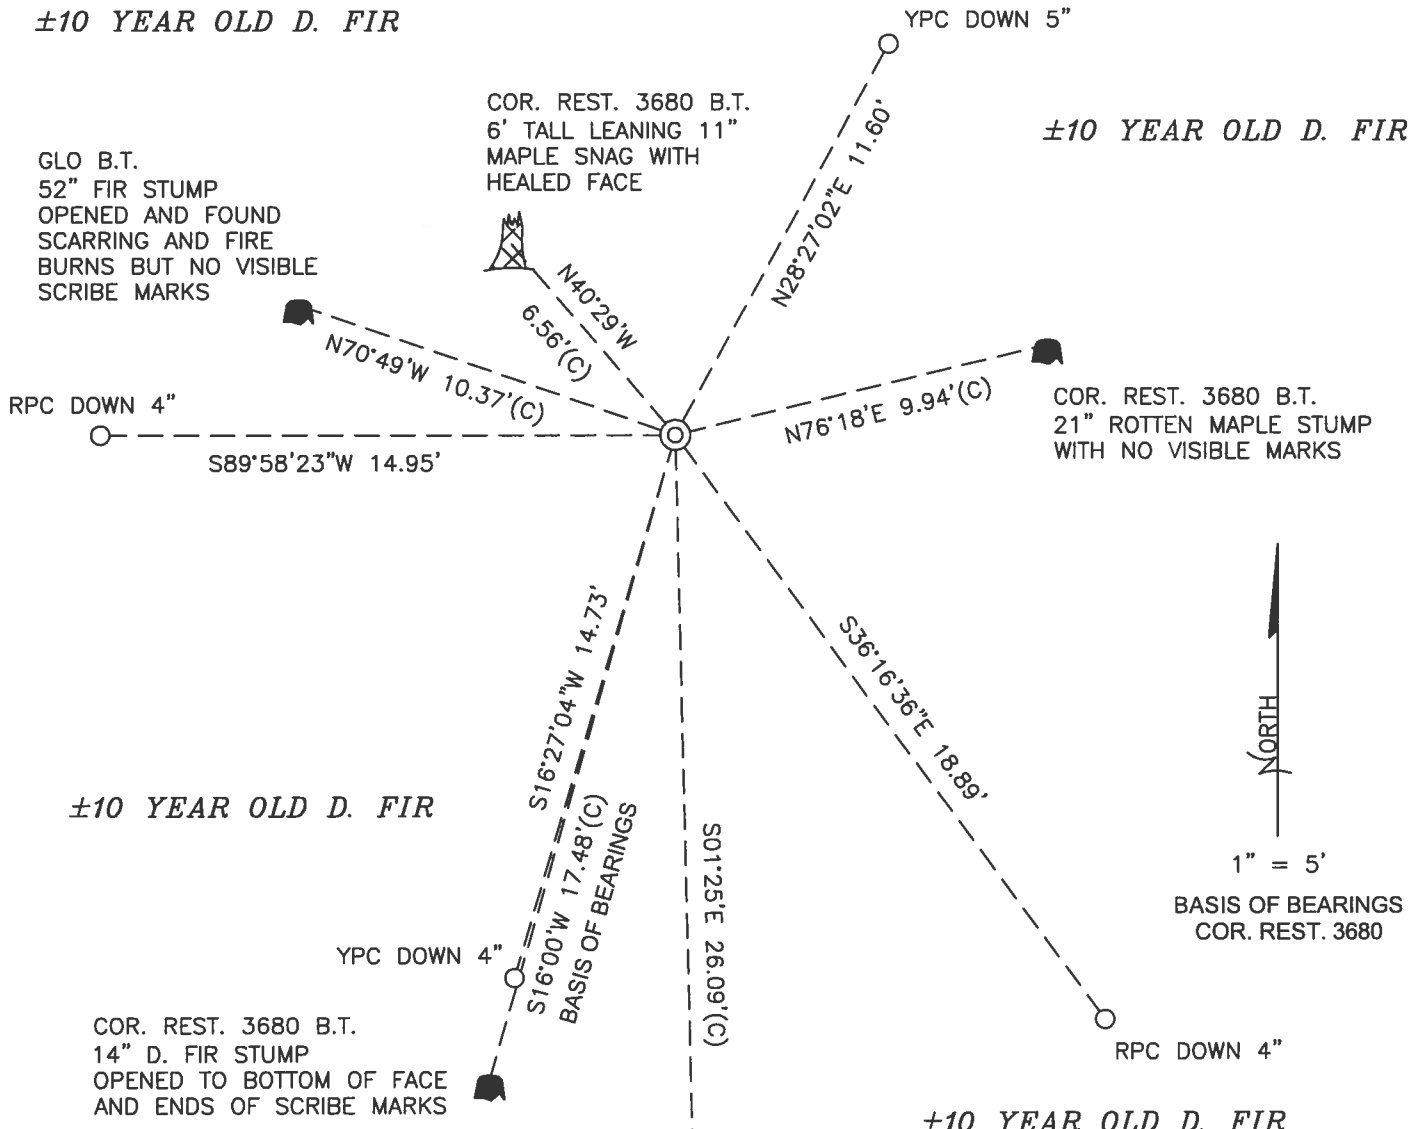 ±10 YEAR OLD D. FIR
YPC DOWN 5"
COR. REST. 3680 B.T.
6' TALL LEANING 11"
MAPLE SNAG WITH
HEALED FACE
±10 YEAR OLD D. FIR
GLO B.T.
52" FIR STUMP
OPENED AND FOUND
SCARRING AND FIRE
BURNS BUT NO VISIBLE
SCRIBE MARKS
N28°27'02"E 11.60'
N40°29'W
6.56'(C)
N70°49'W 10.37'(C)
RPC DOWN 4"
S89°58'23"W 14.95'
N76°18'E 9.94'(C)
COR. REST. 3680 B.T.
21" ROTTEN MAPLE STUMP
WITH NO VISIBLE MARKS
S16°27'04"W 14.73'
S16°00'W 17.48'(C)
BASIS OF BEARINGS
S01°25'E 26.09'(C)
S36°16'36"E 18.89'
NORTH
1" = 5'
BASIS OF BEARINGS
COR. REST. 3680
±10 YEAR OLD D. FIR
YPC DOWN 4"
COR. REST. 3680 B.T.
14" D. FIR STUMP
OPENED TO BOTTOM OF FACE
AND ENDS OF SCRIBE MARKS
RPC DOWN 4"
±10 YEAR OLD D. FIR